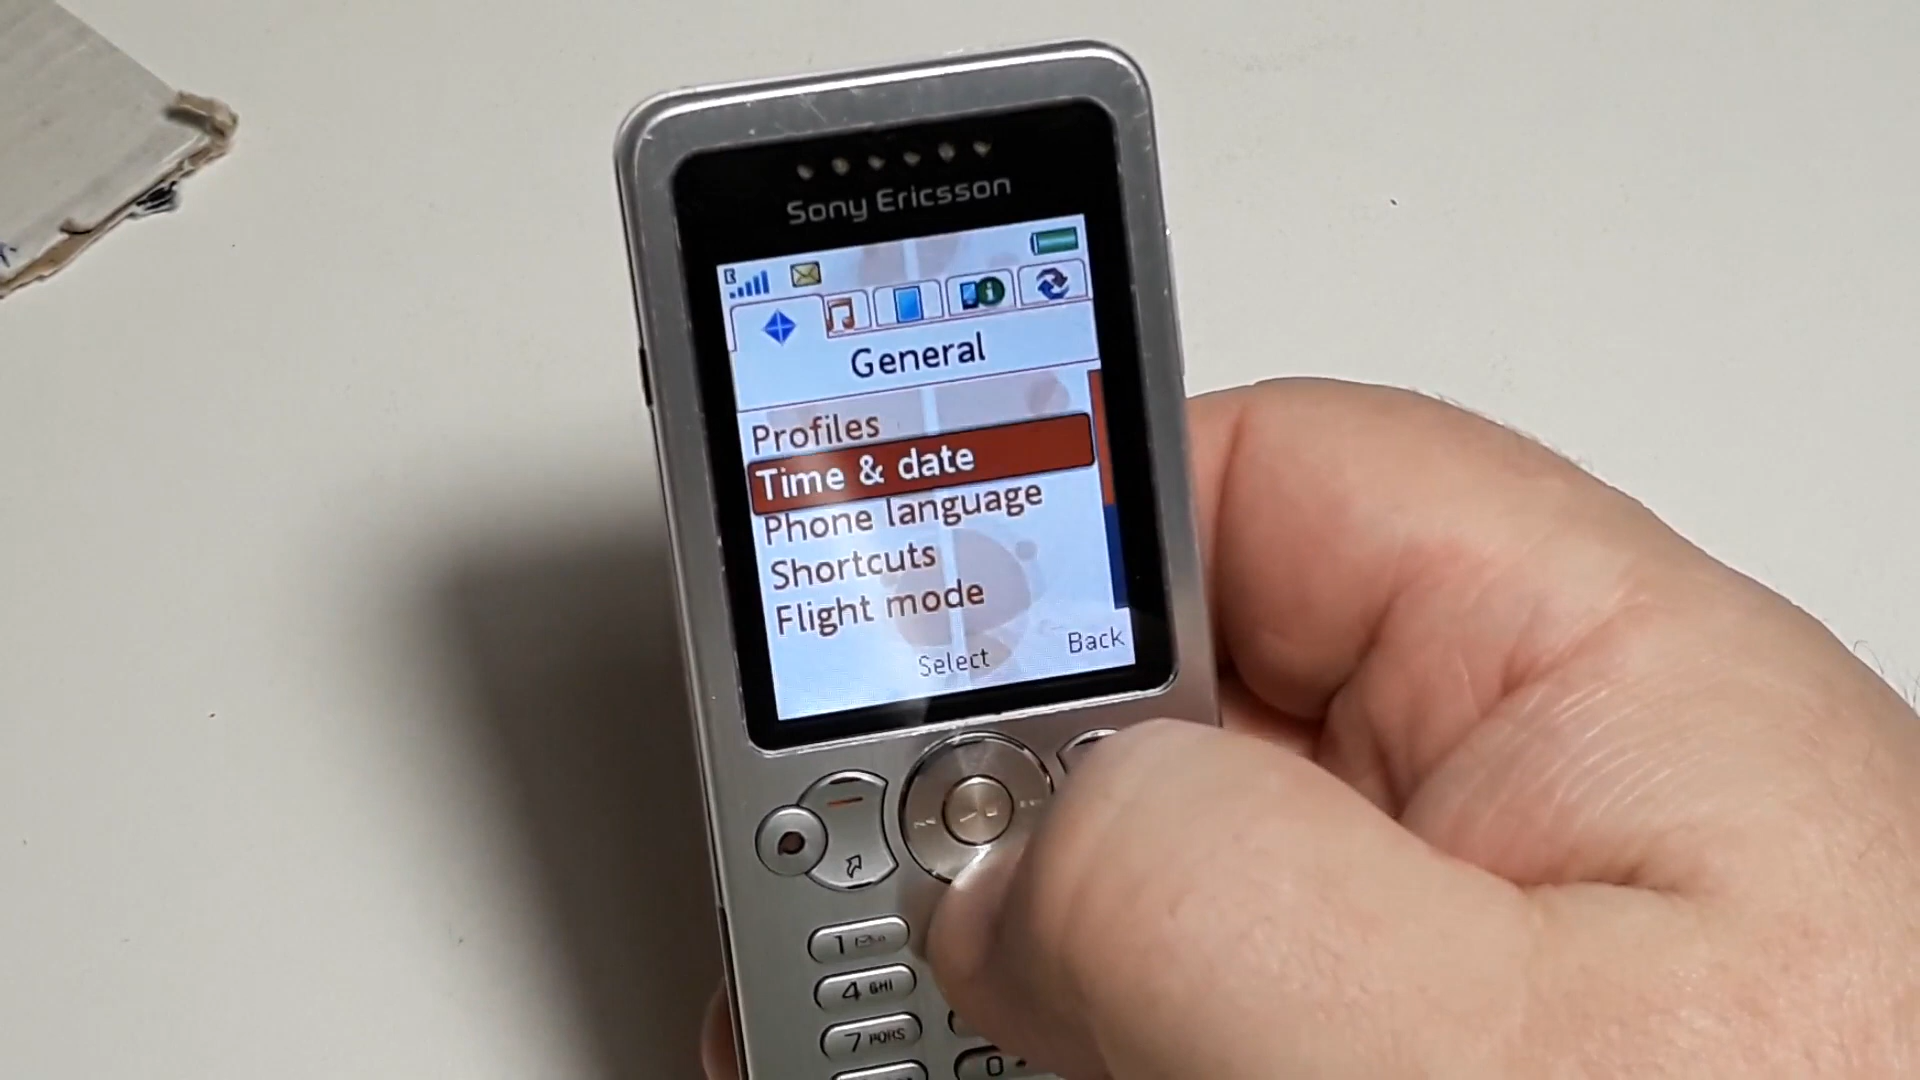 Sony Ericsson
General
Profiles
Time & date
Phone language
Shortcuts
Flight mode
Select
Back
1
4 GHI
7 PQRS
0